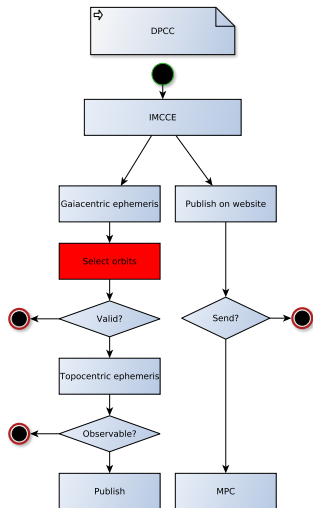 DPCC
IMCCE
Gaiacentric ephemeris
Publish on website
Select orbits
Valid?
Send?
Topocentric ephemeris
Observable?
Publish
MPC